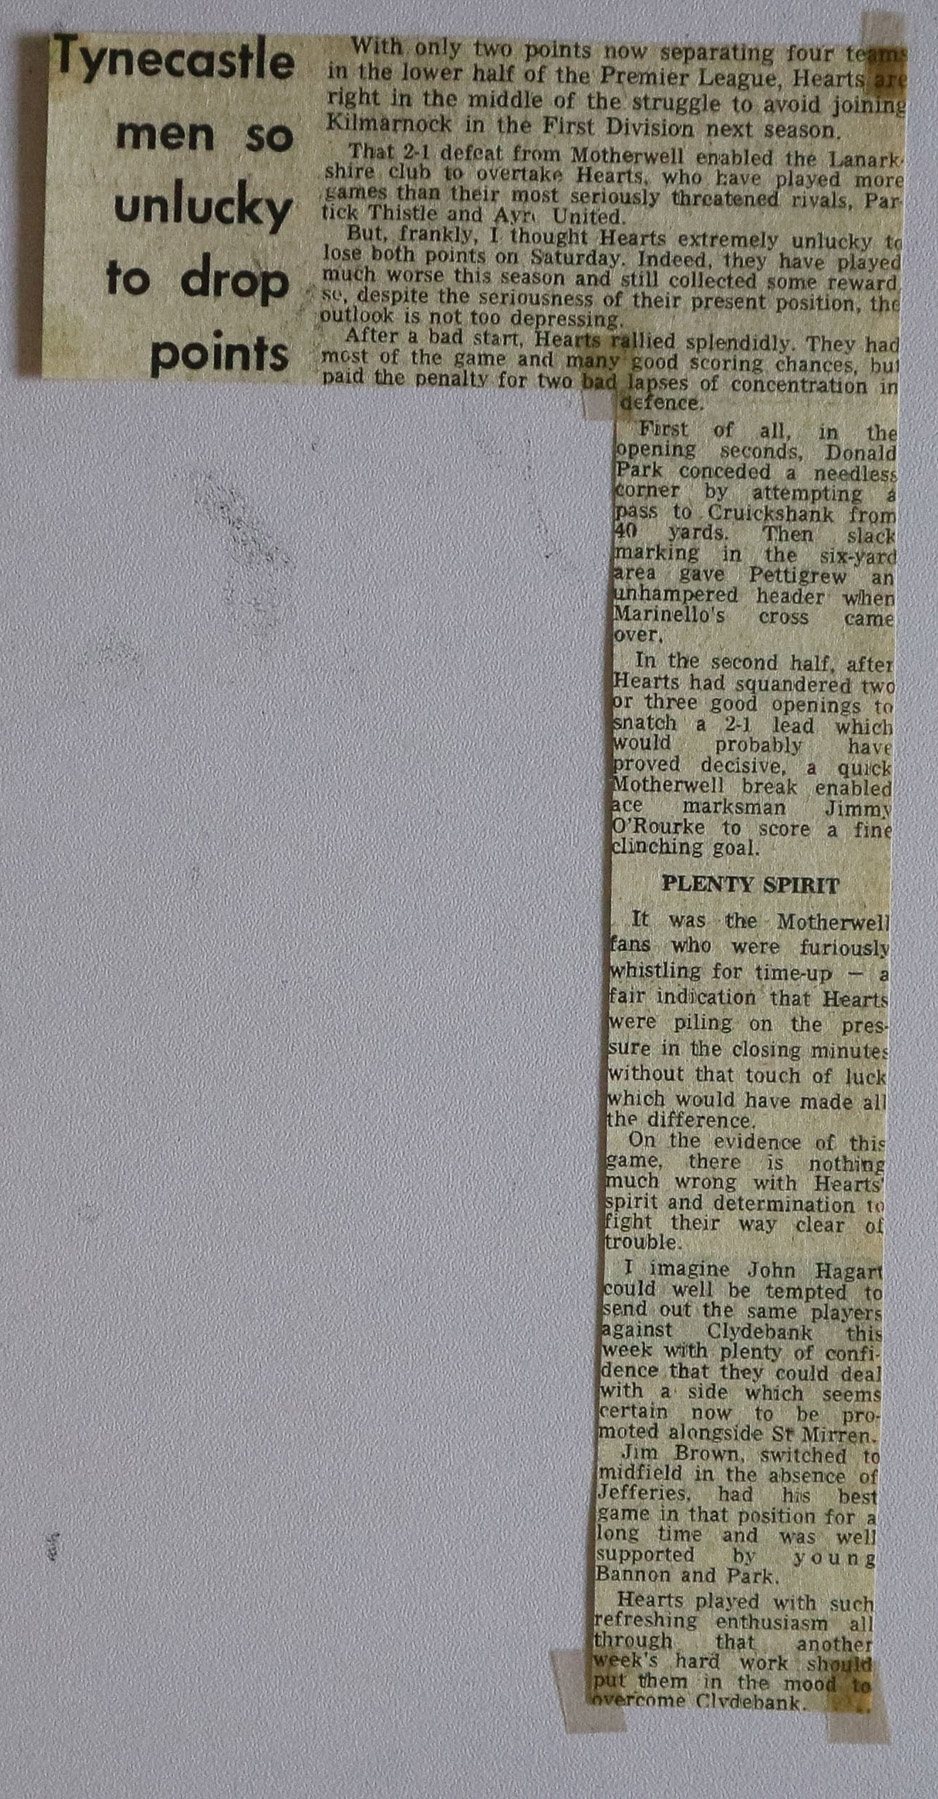 Tynecastle
men so
unlucky
to drop
points
With only two points now separating four teams
in the lower half of the Premier League, Hearts are
right in the middle of the struggle to avoid joining
Kilmarnock in the First Division next season.
That 2-1 defeat from Motherwell enabled the Lanark-
shire club to overtake Hearts, who have played more
games than their most seriously threatened rivals, Par-
tick Thistle and Ayr United.
But, frankly, I thought Hearts extremely unlucky to
lose both points on Saturday. Indeed, they have played
much worse this season and still collected some reward,
so, despite the seriousness of their present position, the
outlook is not too depressing.
After a bad start, Hearts rallied splendidly. They had
most of the game and many good scoring chances, but
paid the penalty for two bad lapses of concentration in
defence.
First of all, in the
opening seconds, Donald
Park conceded a needless
corner by attempting a
pass to Cruickshank from
40 yards. Then slack
marking in the six-yard
area gave Pettigrew an
unhampered header when
Marinello's cross came
over.
In the second half, after
Hearts had squandered two
or three good openings to
snatch a 2-1 lead which
would probably have
proved decisive, a quick
Motherwell break enabled
ace marksman Jimmy
O'Rourke to score a fine
clinching goal.
PLENTY SPIRIT
It was the Motherwell
fans who were furiously
whistling for time-up — a
fair indication that Hearts
were piling on the pres-
sure in the closing minutes
without that touch of luck
which would have made all
the difference.
On the evidence of this
game, there is nothing
much wrong with Hearts'
spirit and determination to
fight their way clear of
trouble.
I imagine John Hagart
could well be tempted to
send out the same players
against Clydebank this
week with plenty of confi-
dence that they could deal
with a side which seems
certain now to be pro-
moted alongside St Mirren.
Jim Brown, switched to
midfield in the absence of
Jefferies, had his best
game in that position for a
long time and was well
supported by young
Bannon and Park.
Hearts played with such
refreshing enthusiasm all
through that another
week's hard work should
put them in the mood to
overcome Clydebank.